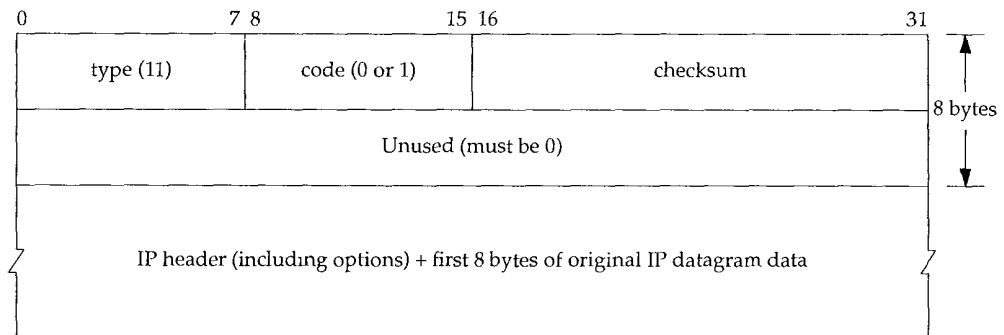 0 7 8 15 16 31
type (11) code (0 or 1) checksum
8 bytes
Unused (must be 0)
IP header (including options) + first 8 bytes of original IP datagram data